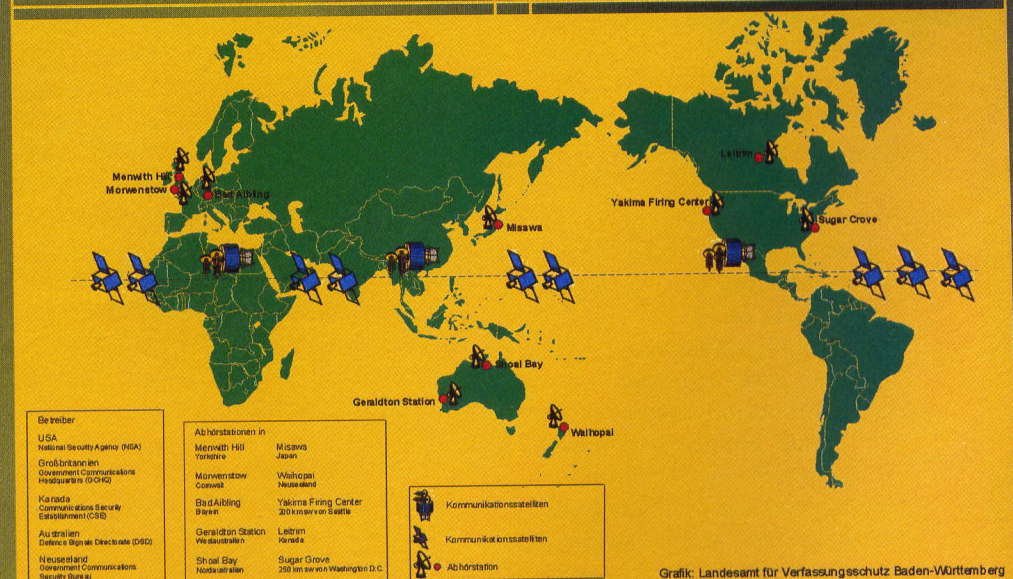 Leitrim
Menwith Hill
Morwenstow
Bad Aibling
Yakima Firing Center
Sugar Crove
Misawa
Shoal Bay
Geraldton Station
Waihopai
Betreiber
USA
National Security Agency (NSA)
Großbritannien
Government Communications
Headquarters (GCHQ)
Kanada
Communications Security
Establishment (CSE)
Australien
Defence Signals Directorate (DSD)
Neuseeland
Government Communications
Security Bureau
Abhörstationen in
Menwith Hill
Yorkshire
Misawa
Japan
Morwenstow
Cornwall
Waihopai
Neuseeland
Bad Aibling
Bayern
Yakima Firing Center
200 km sw von Seattle
Geraldton Station
Westaustralien
Leitrim
Kanada
Shoal Bay
Nordaustralien
Sugar Grove
250 km sw von Washington D.C.
Kommunikationssatelliten
Kommunikationssatelliten
Abhörstation
Grafik: Landesamt für Verfassungsschutz Baden-Württemberg